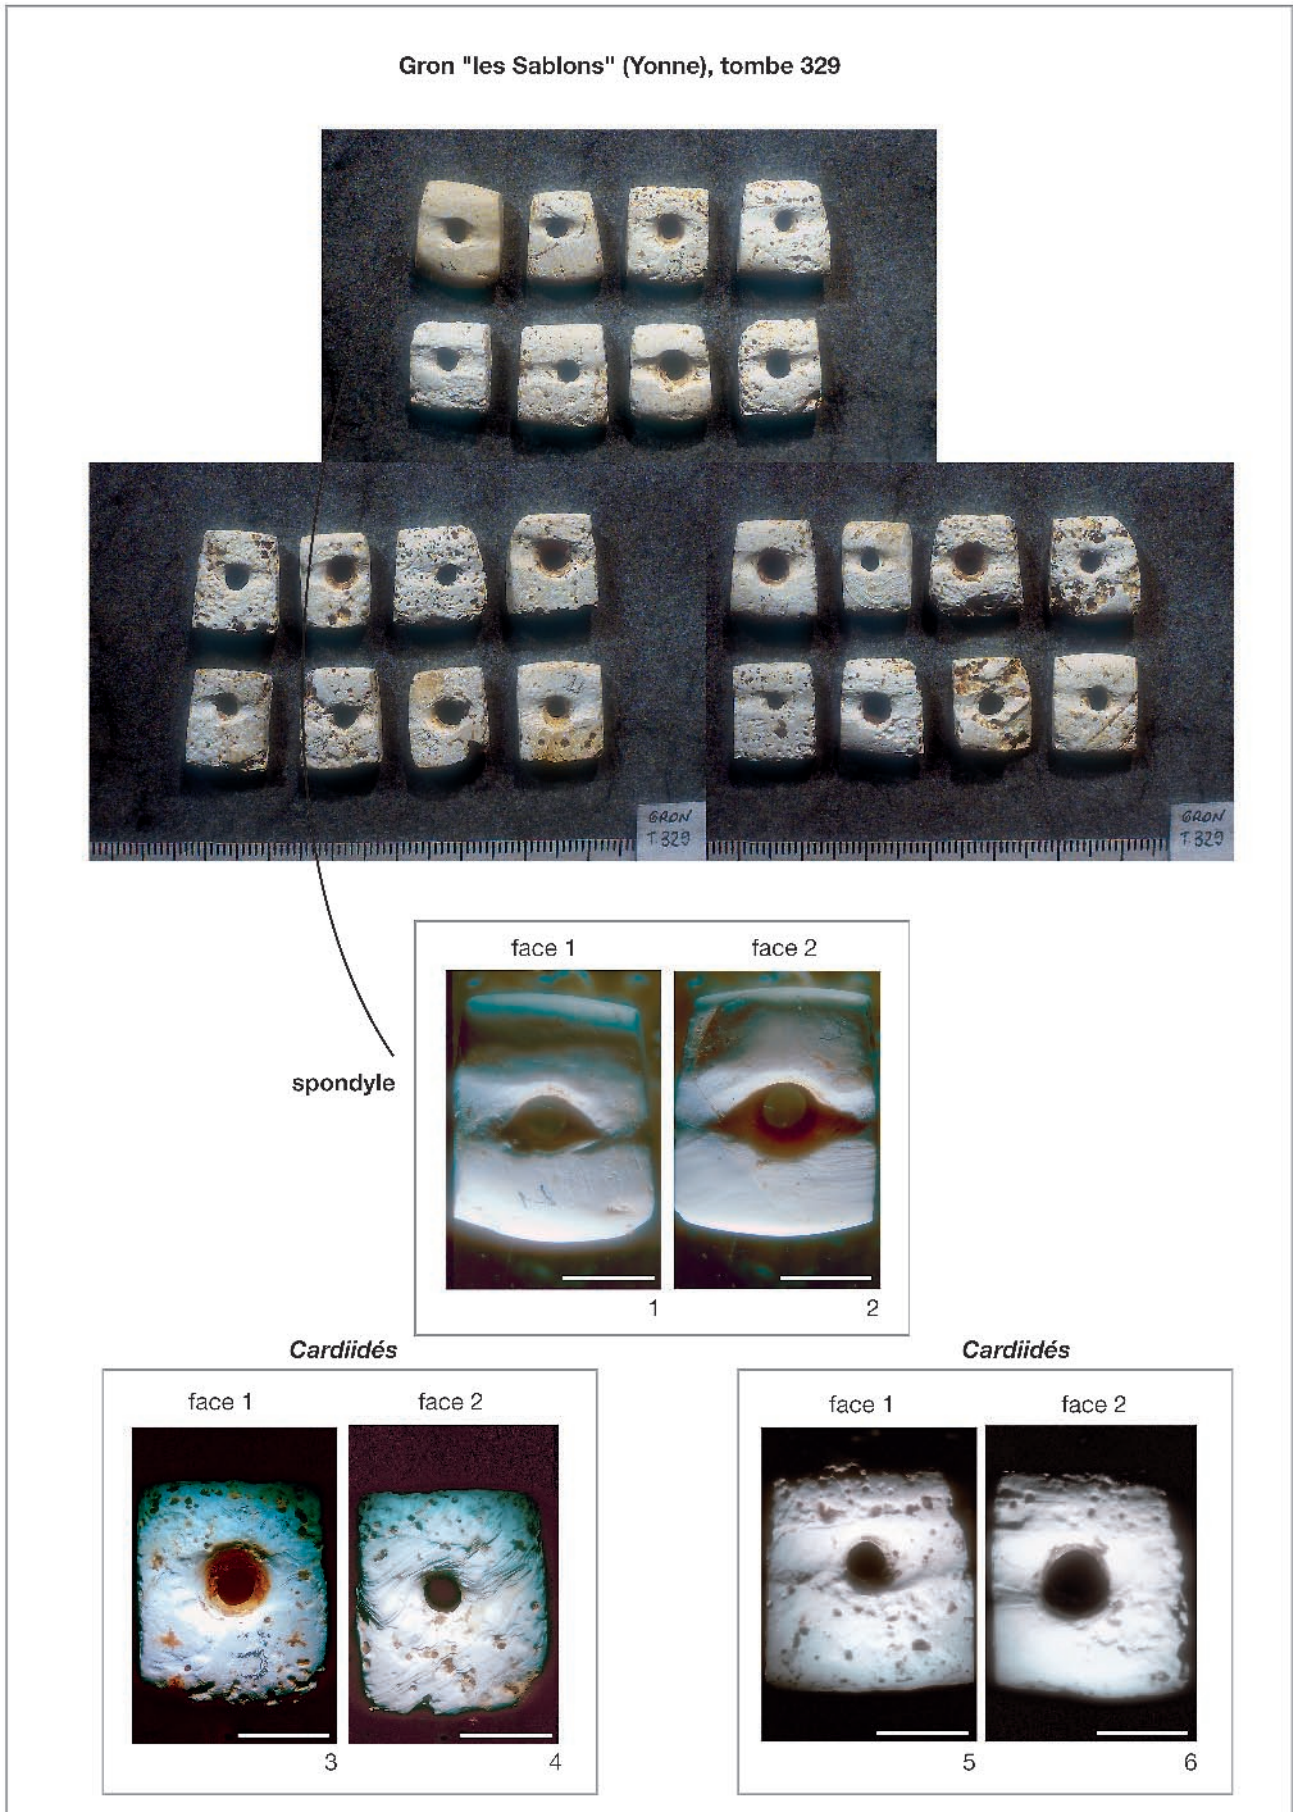 Gron "les Sablons" (Yonne), tombe 329
GRON
T 329
GRON
T 329
face 1
face 2
spondyle
1
2
Cardiidés
Cardiidés
face 1
face 2
face 1
face 2
3
4
5
6